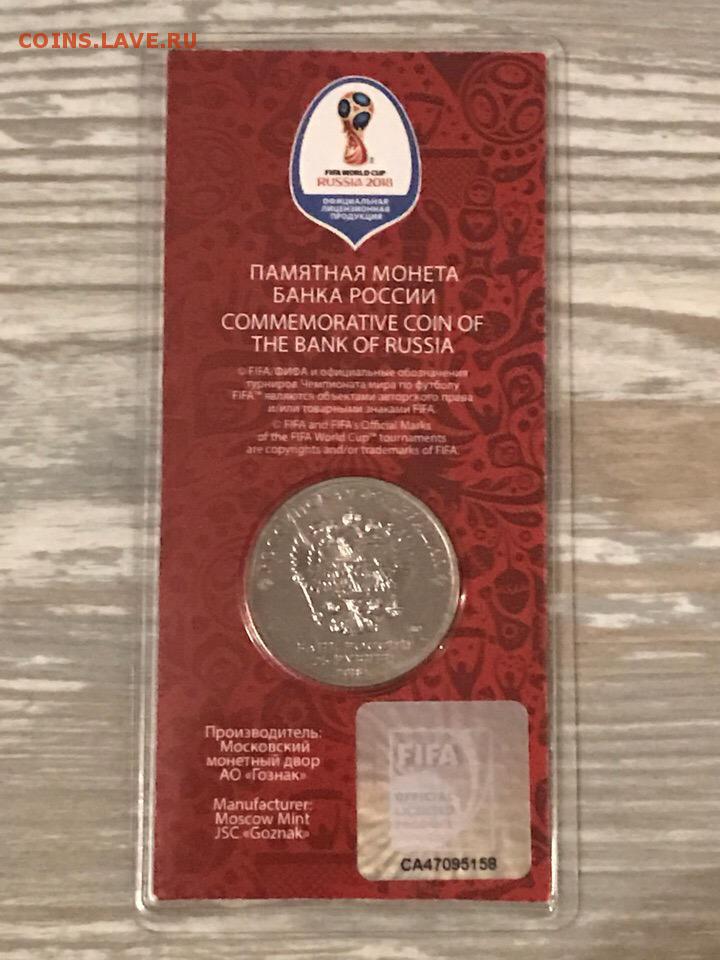 COINS.LAVE.RU
FIFA WORLD CUP
RUSSIA 2018
ОФИЦИАЛЬНАЯ
ЛИЦЕНЗИОННАЯ
ПРОДУКЦИЯ
ПАМЯТНАЯ МОНЕТА
БАНКА РОССИИ
COMMEMORATIVE COIN OF
THE BANK OF RUSSIA
© FIFA/ФИФА и официальные обозначения
турниров Чемпионата мира по футболу
FIFA™ являются объектами авторского права
и/или товарными знаками FIFA.
© FIFA and FIFA's Official Marks
of the FIFA World Cup™ tournaments
are copyrights and/or trademarks of FIFA.
Производитель:
Московский
монетный двор
АО «Гознак»
Manufacturer:
Moscow Mint
JSC «Goznak»
FIFA
OFFICIAL
CA47095158